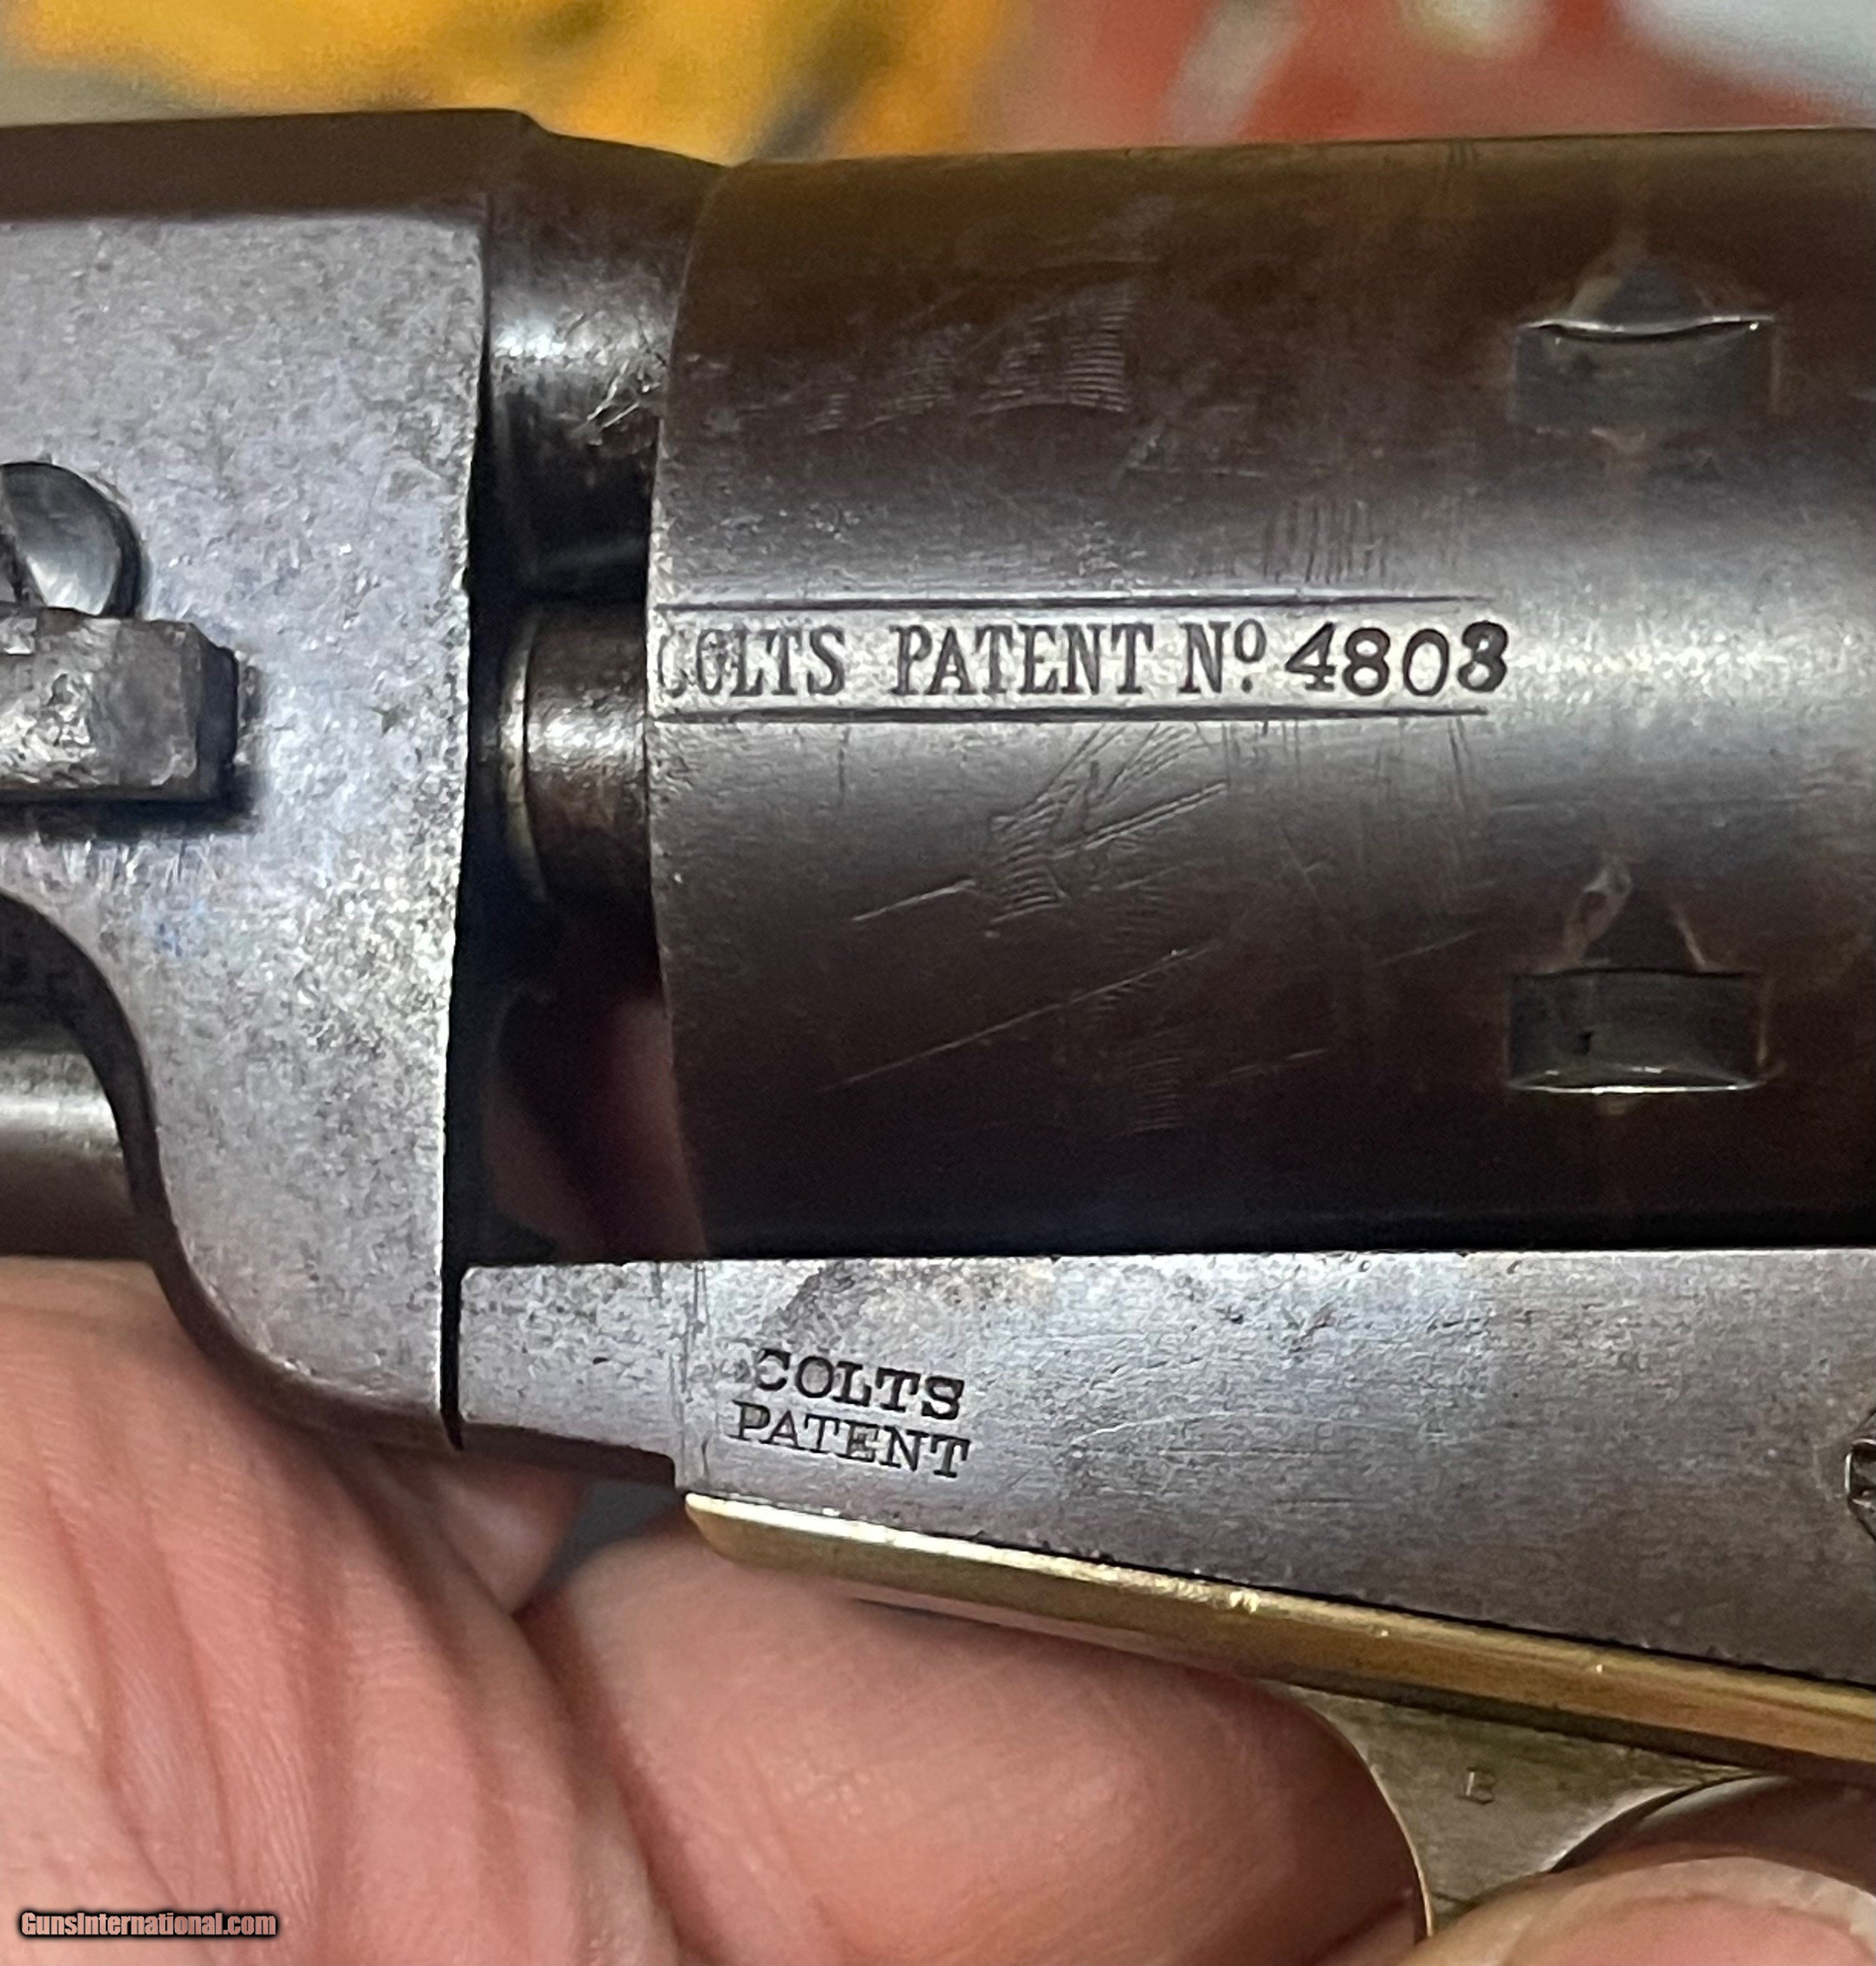 COLTS PATENT No. 4803
COLTS
PATENT
B
GunsInternational.com